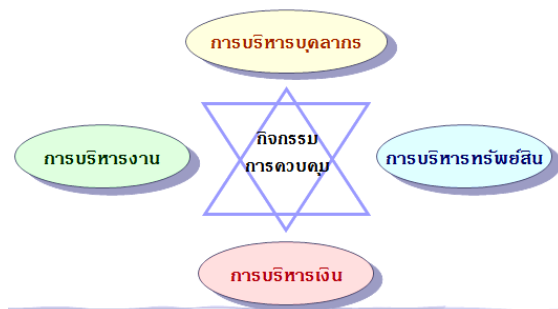 การบริหารบุคลากร
กิจกรรม
การควบคุม
การบริหารงาน
การบริหารทรัพย์สิน
การบริหารเงิน